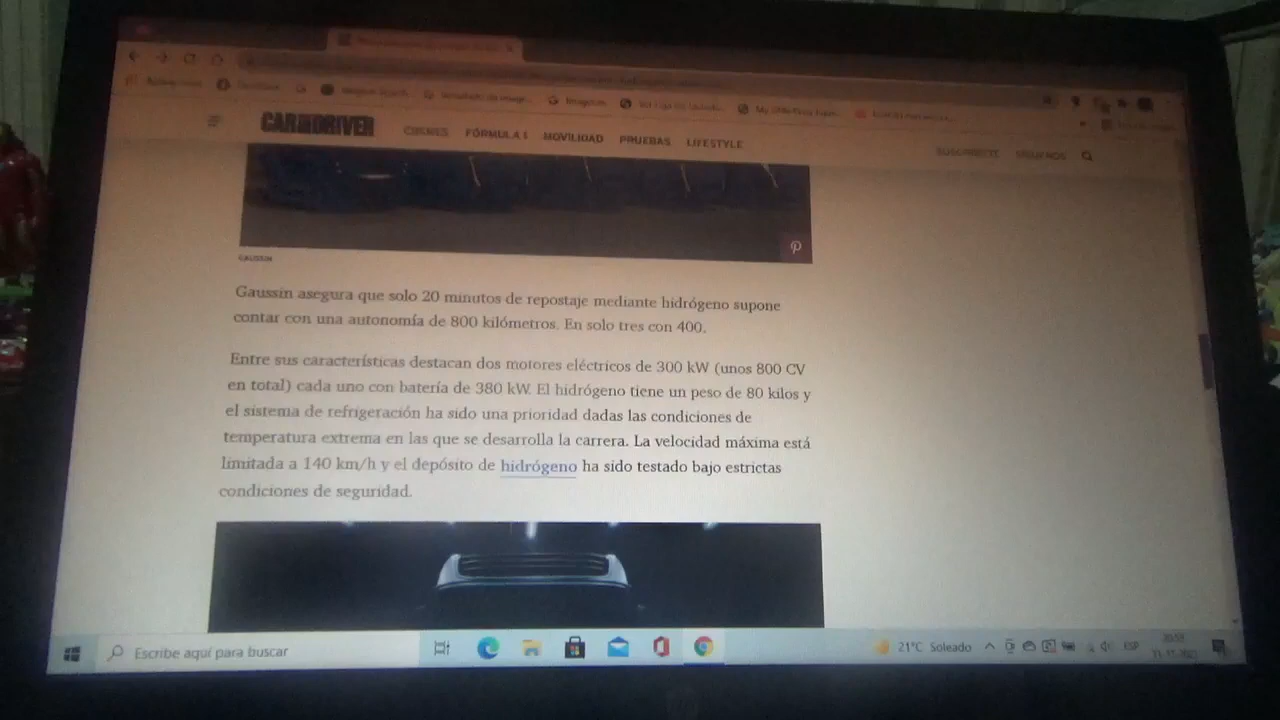 CAR AND DRIVER
COCHES FÓRMULA 1 MOVILIDAD PRUEBAS LIFESTYLE
SUSCRÍBETE SÍGUENOS
GAUSSIN
Gaussin asegura que solo 20 minutos de repostaje mediante hidrógeno supone
contar con una autonomía de 800 kilómetros. En solo tres con 400.
Entre sus características destacan dos motores eléctricos de 300 kW (unos 800 CV
en total) cada uno con batería de 380 kW. El hidrógeno tiene un peso de 80 kilos y
el sistema de refrigeración ha sido una prioridad dadas las condiciones de
temperatura extrema en las que se desarrolla la carrera. La velocidad máxima está
limitada a 140 km/h y el depósito de hidrógeno ha sido testado bajo estrictas
condiciones de seguridad.
Escribe aquí para buscar
21°C Soleado
ESP